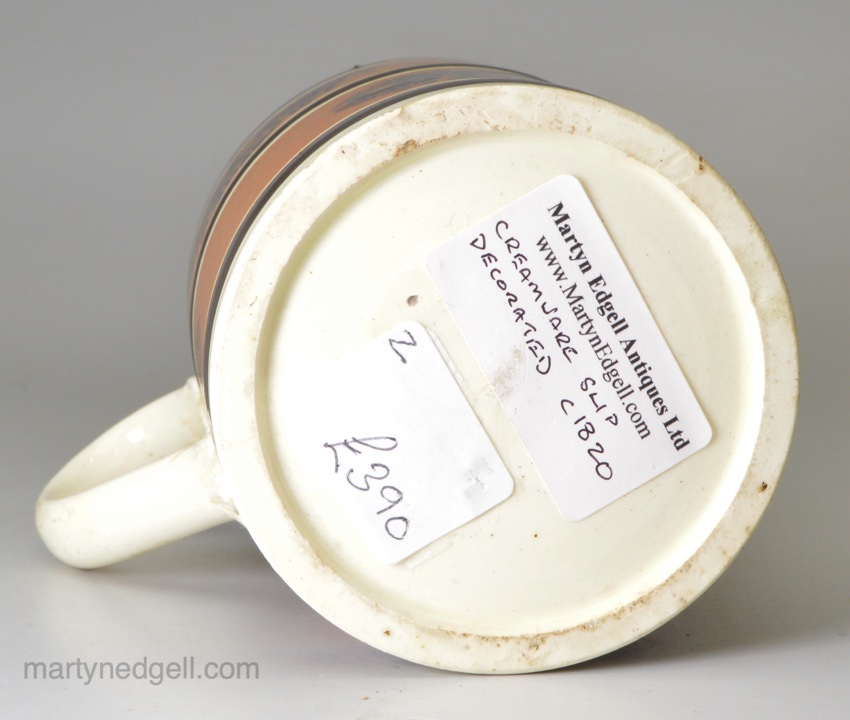 Martyn Edgell Antiques Ltd
www.MartynEdgell.com
CREAMWARE SLIP
DECORATED C1820
Z
£390
martynedgell.com